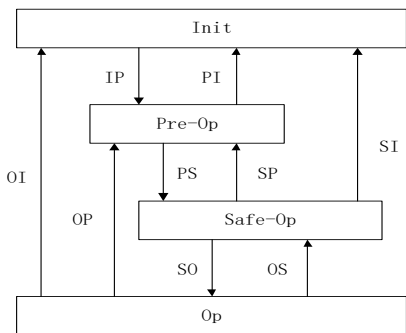 Init
IP PI
Pre-Op
SI
PS SP
OI
OP
Safe-Op
SO OS
Op